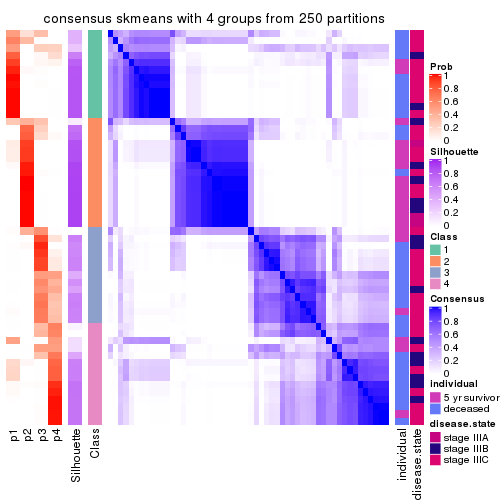 consensus skmeans with 4 groups from 250 partitions
Prob
1
0.8
0.6
0.4
0.2
0
Silhouette
1
0.8
0.6
0.4
0.2
0
Class
1
2
3
4
Consensus
1
0.8
0.6
0.4
0.2
0
individual
5 yr survivor
deceased
disease.state
stage IIIA
stage IIIB
stage IIIC
p1
p2
p3
p4
Silhouette
Class
individual
disease.state